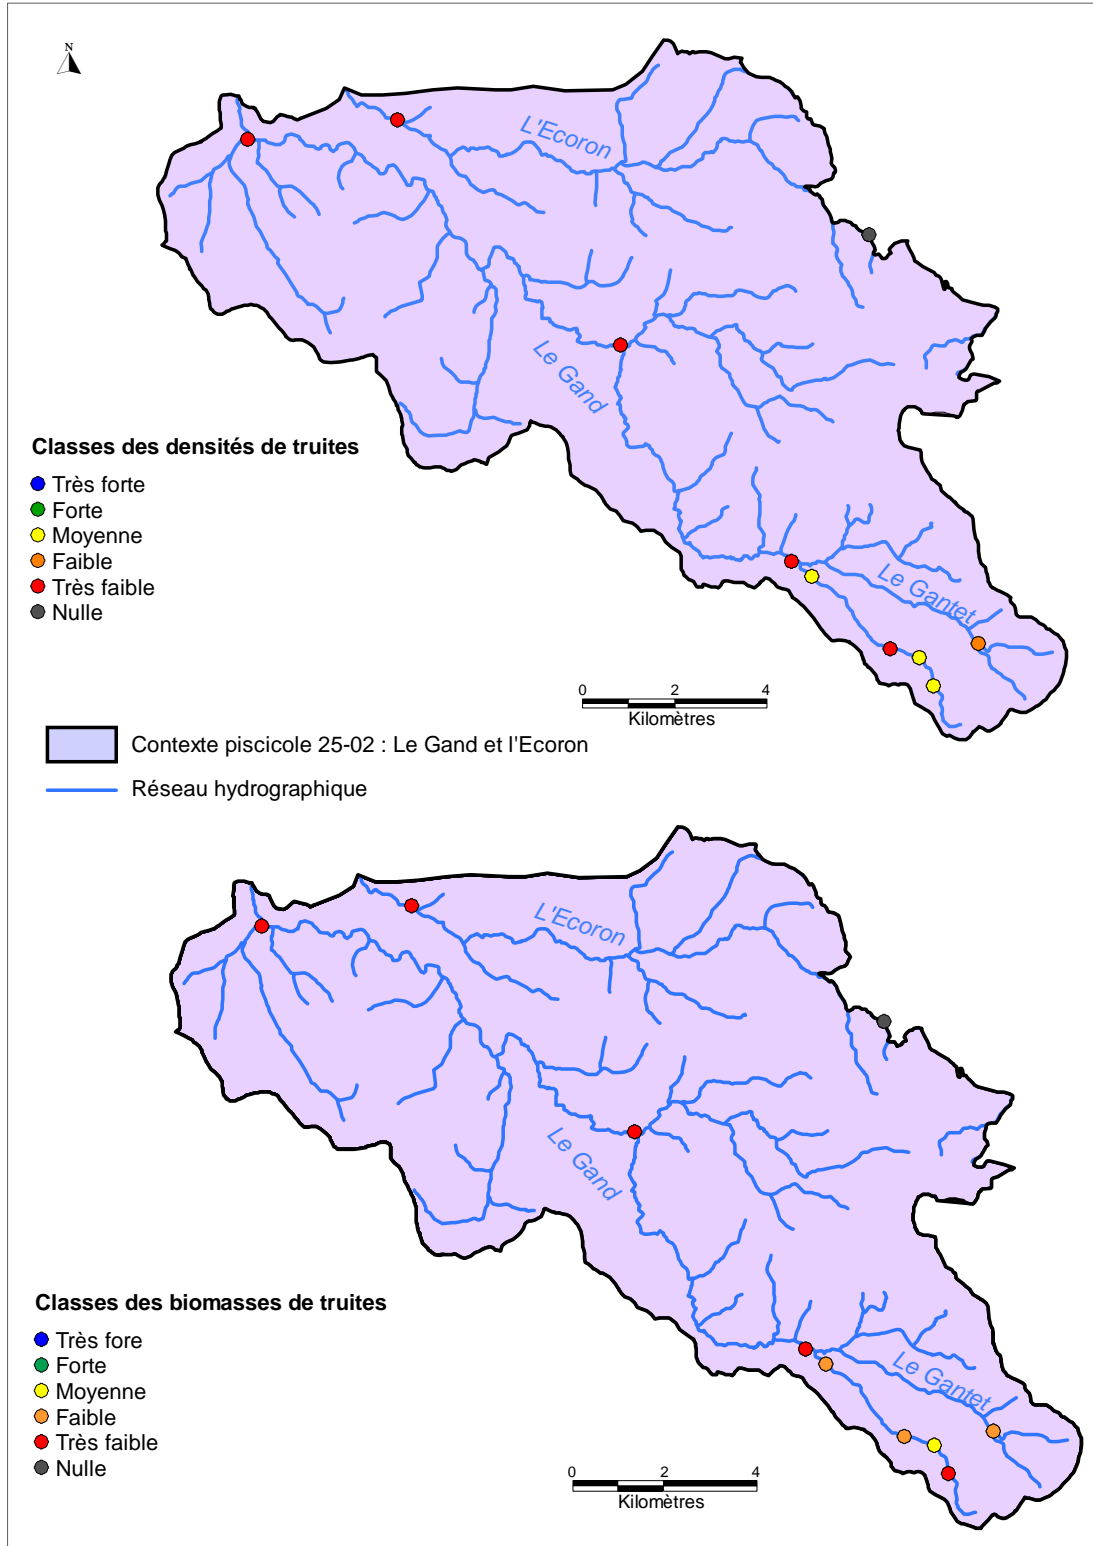 N
L'Ecoron
Le Gand
Classes des densités de truites
Très forte
Forte
Moyenne
Faible
Très faible
Nulle
Le Gantet
0 2 4
Kilomètres
Contexte piscicole 25-02 : Le Gand et l'Ecoron
Réseau hydrographique
L'Ecoron
Le Gand
Classes des biomasses de truites
Très fore
Forte
Moyenne
Faible
Très faible
Nulle
Le Gantet
0 2 4
Kilomètres